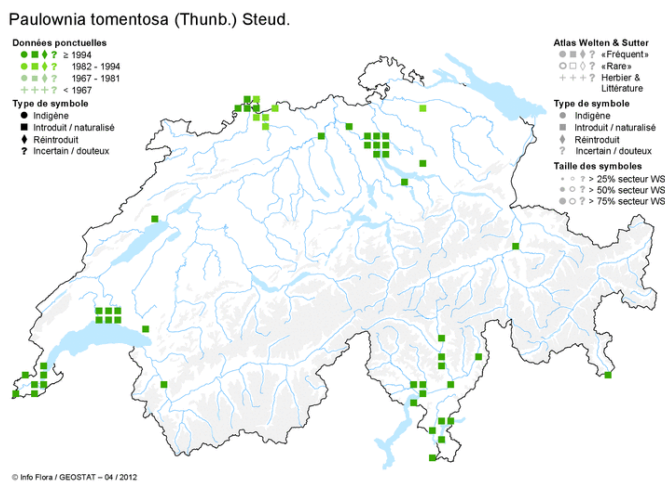 Paulownia tomentosa (Thunb.) Steud.
Données ponctuelles
? ≥ 1994
? 1982 - 1994
? 1967 - 1981
? < 1967
Type de symbole
Indigène
Introduit / naturalisé
Réintroduit
? Incertain / douteux
Atlas Welten & Sutter
? «Fréquent»
? «Rare»
? Herbier &
Littérature
Type de symbole
Indigène
Introduit / naturalisé
Réintroduit
? Incertain / douteux
Taille des symboles
? > 25% secteur WS
? > 50% secteur WS
? > 75% secteur WS
© Info Flora / GEOSTAT – 04 / 2012